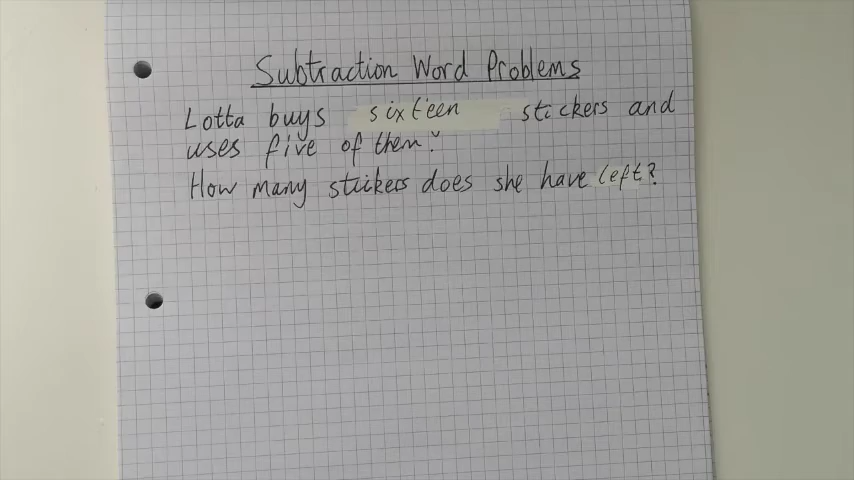 Subtraction Word Problems
Lotta buys sixteen stickers and
uses five of them?
How many stickers does she have left?